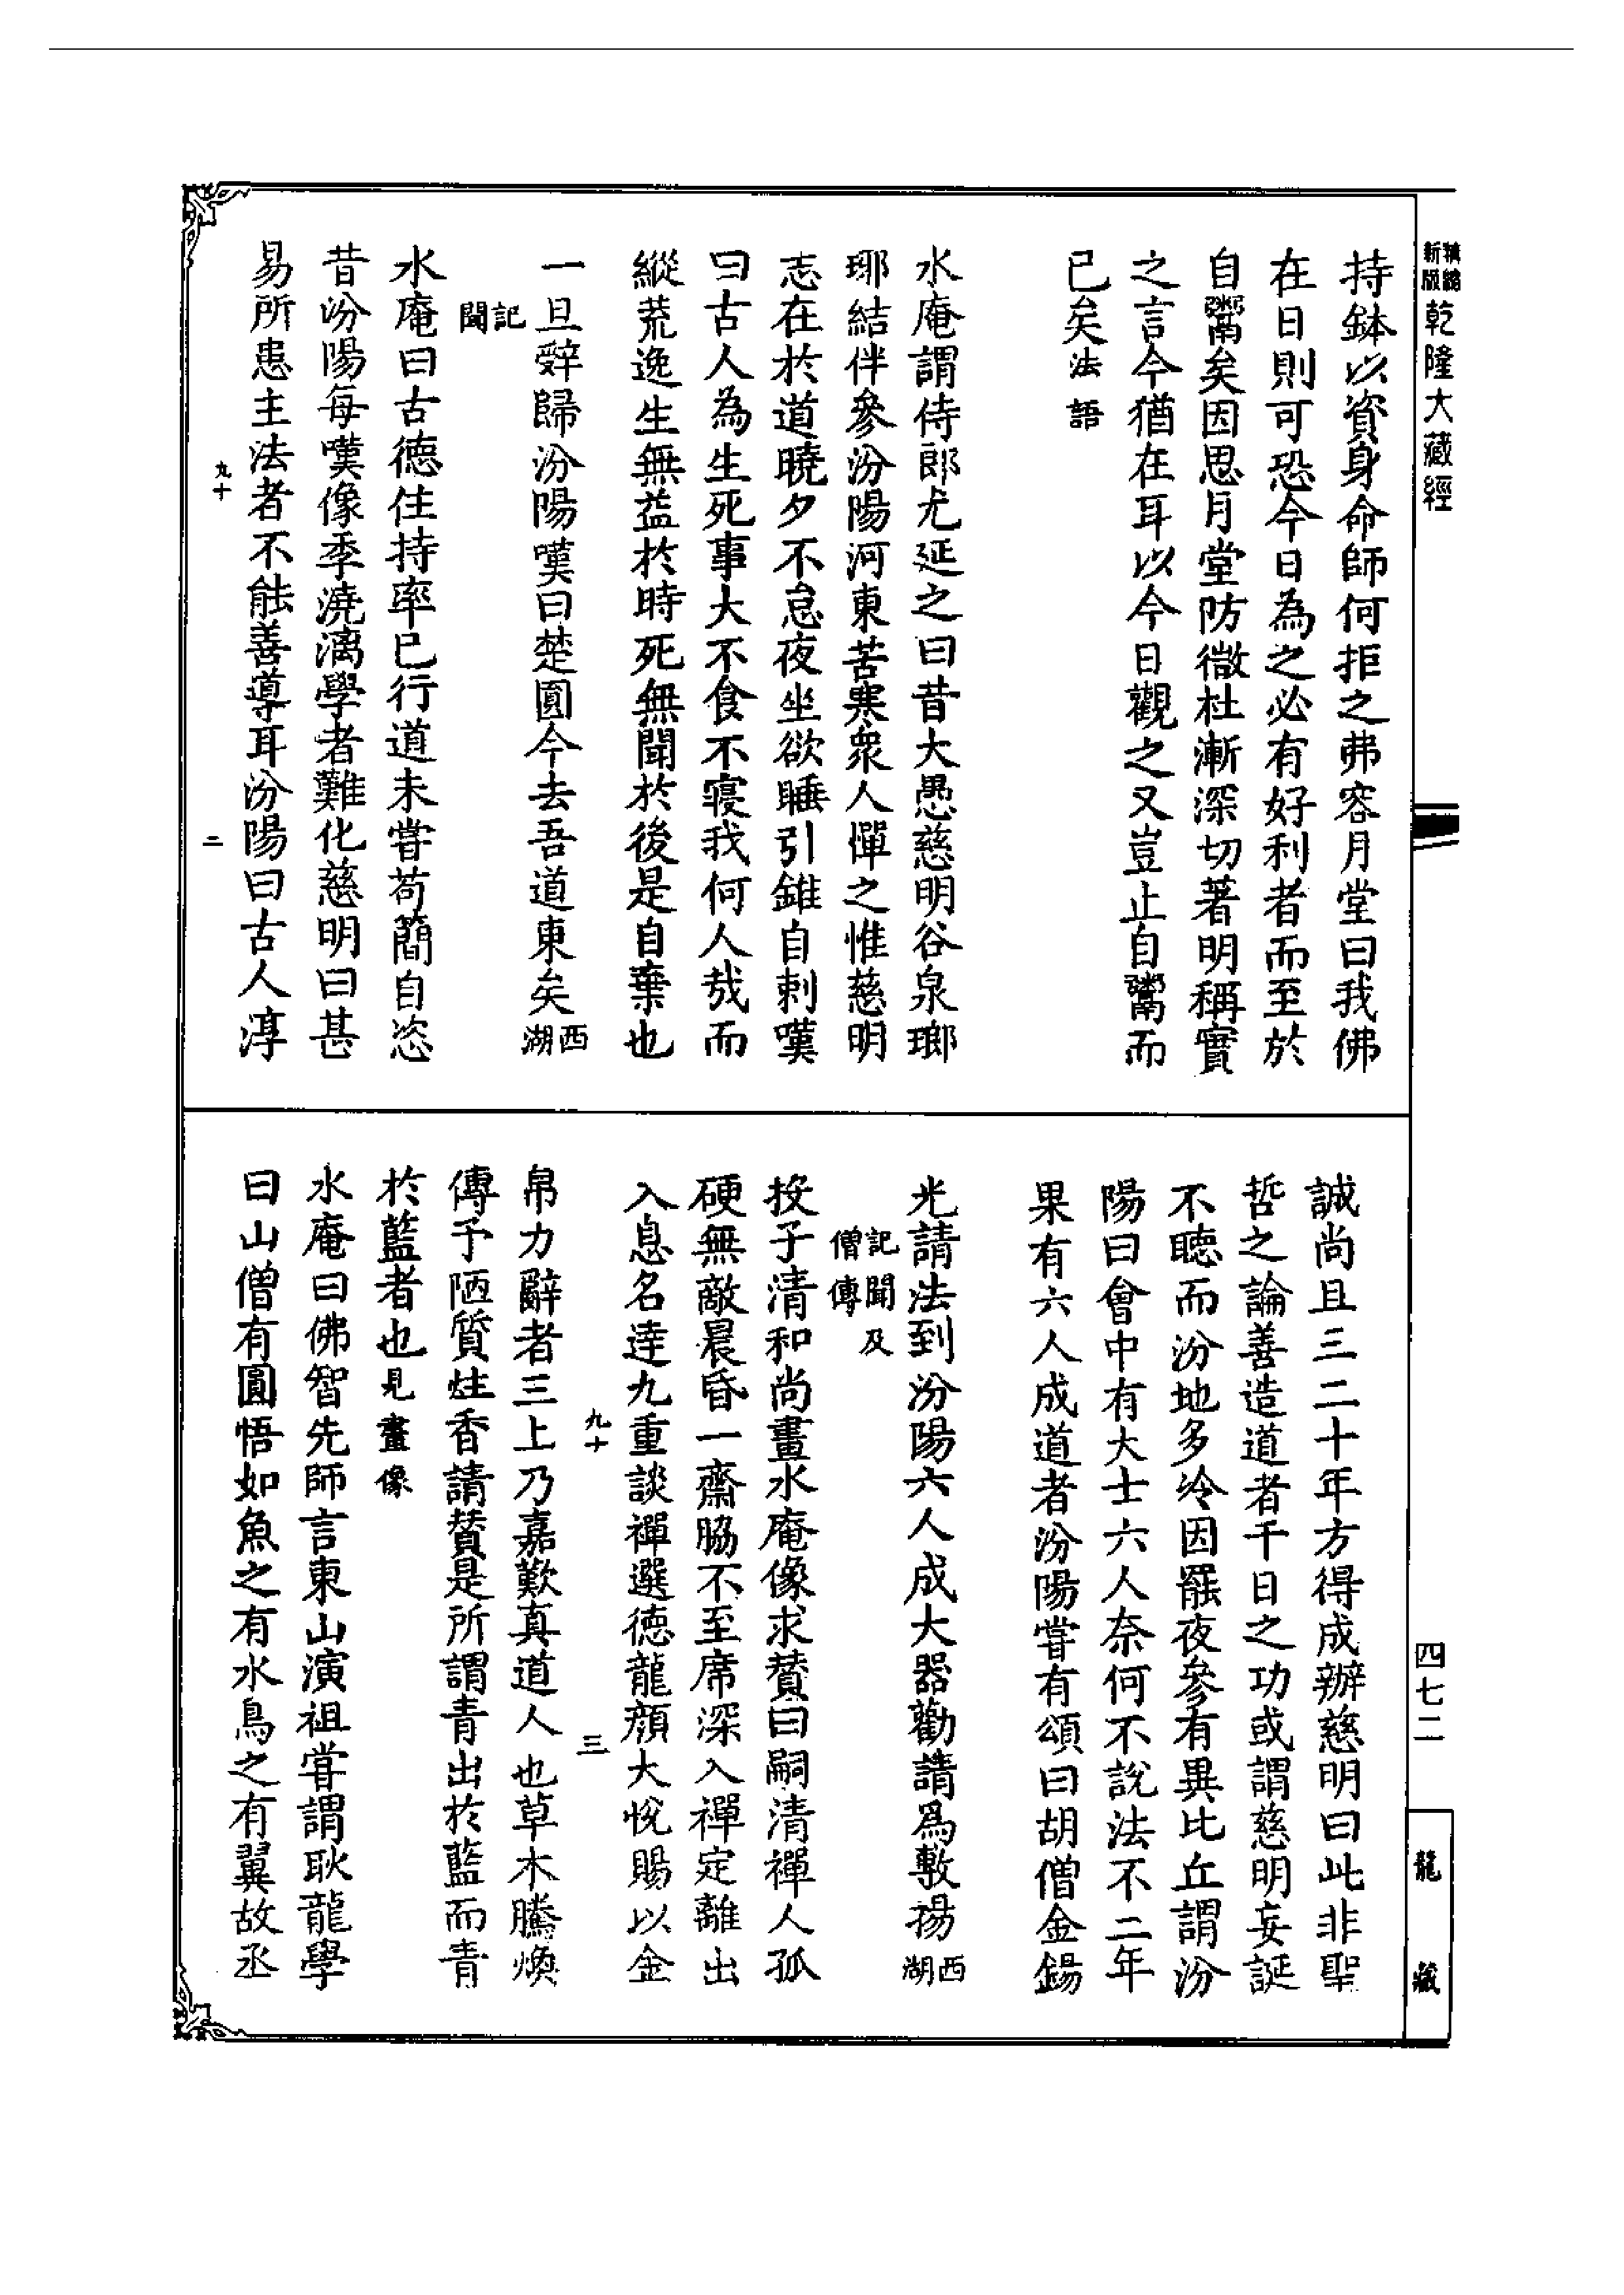 新版 精編 乾隆大藏經
四七二
龍藏
持鉢以資身命師何拒之弗容月堂曰我佛
在日則可恐今日為之必有好利者而至於
自鬻矣因思月堂防微杜漸深切著明稱實
之言今猶在耳以今日觀之又豈止自鬻而
已矣法語
水庵謂侍郎尤延之曰昔大愚慈明谷泉瑯
琊結伴參汾陽河東苦寒眾人憚之惟慈明
志在於道曉夕不怠夜坐欲睡引錐自刺嘆
曰古人為生死事大不食不寢我何人哉而
縱荒逸生無益於時死無聞於後是自棄也
一旦辭歸汾陽嘆曰楚圓今去吾道東矣西湖
記聞
水庵曰古德住持率己行道未甞苟簡自恣
昔汾陽每嘆像季澆漓學者難化慈明曰甚
易所患主法者不能善導耳汾陽曰古人淳
九十
二
誠尚且三二十年方得成辦慈明曰此非聖
哲之論善造道者千日之功或謂慈明妄誕
不聽而汾地多冷因罷夜參有異比丘謂汾
陽曰會中有大士六人奈何不說法不二年
果有六人成道者汾陽甞有頌曰胡僧金錫
光請法到汾陽六人成大器勸請爲敷揚西湖
記聞及僧傳
投子清和尚畫水庵像求贊曰嗣清禪人孤
硬無敵晨昏一齋脇不至席深入禪定離出
入息名達九重談禪選德龍顏大悅賜以金
九十
三
帛力辭者三上乃嘉歎真道人也草木騰煥
傳予陋質炷香請贊是所謂青出於藍而青
於藍者也見畫像
水庵曰佛智先師言東山演祖甞謂耿龍學
曰山僧有圓悟如魚之有水鳥之有翼故丞